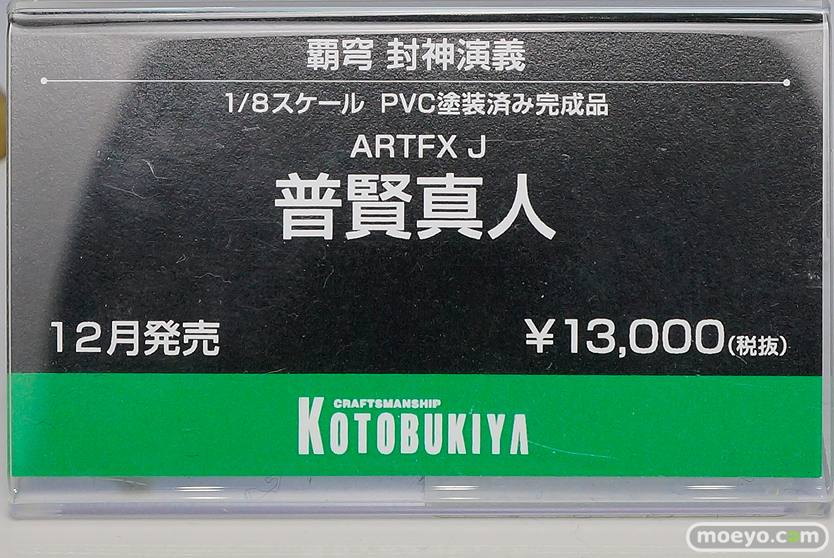 覇穹 封神演義
1/8スケール PVC塗装済み完成品
ARTFX J
普賢真人
12月発売
¥13,000(税抜)
CRAFTSMANSHIP
KOTOBUKIYA
moeyo.com